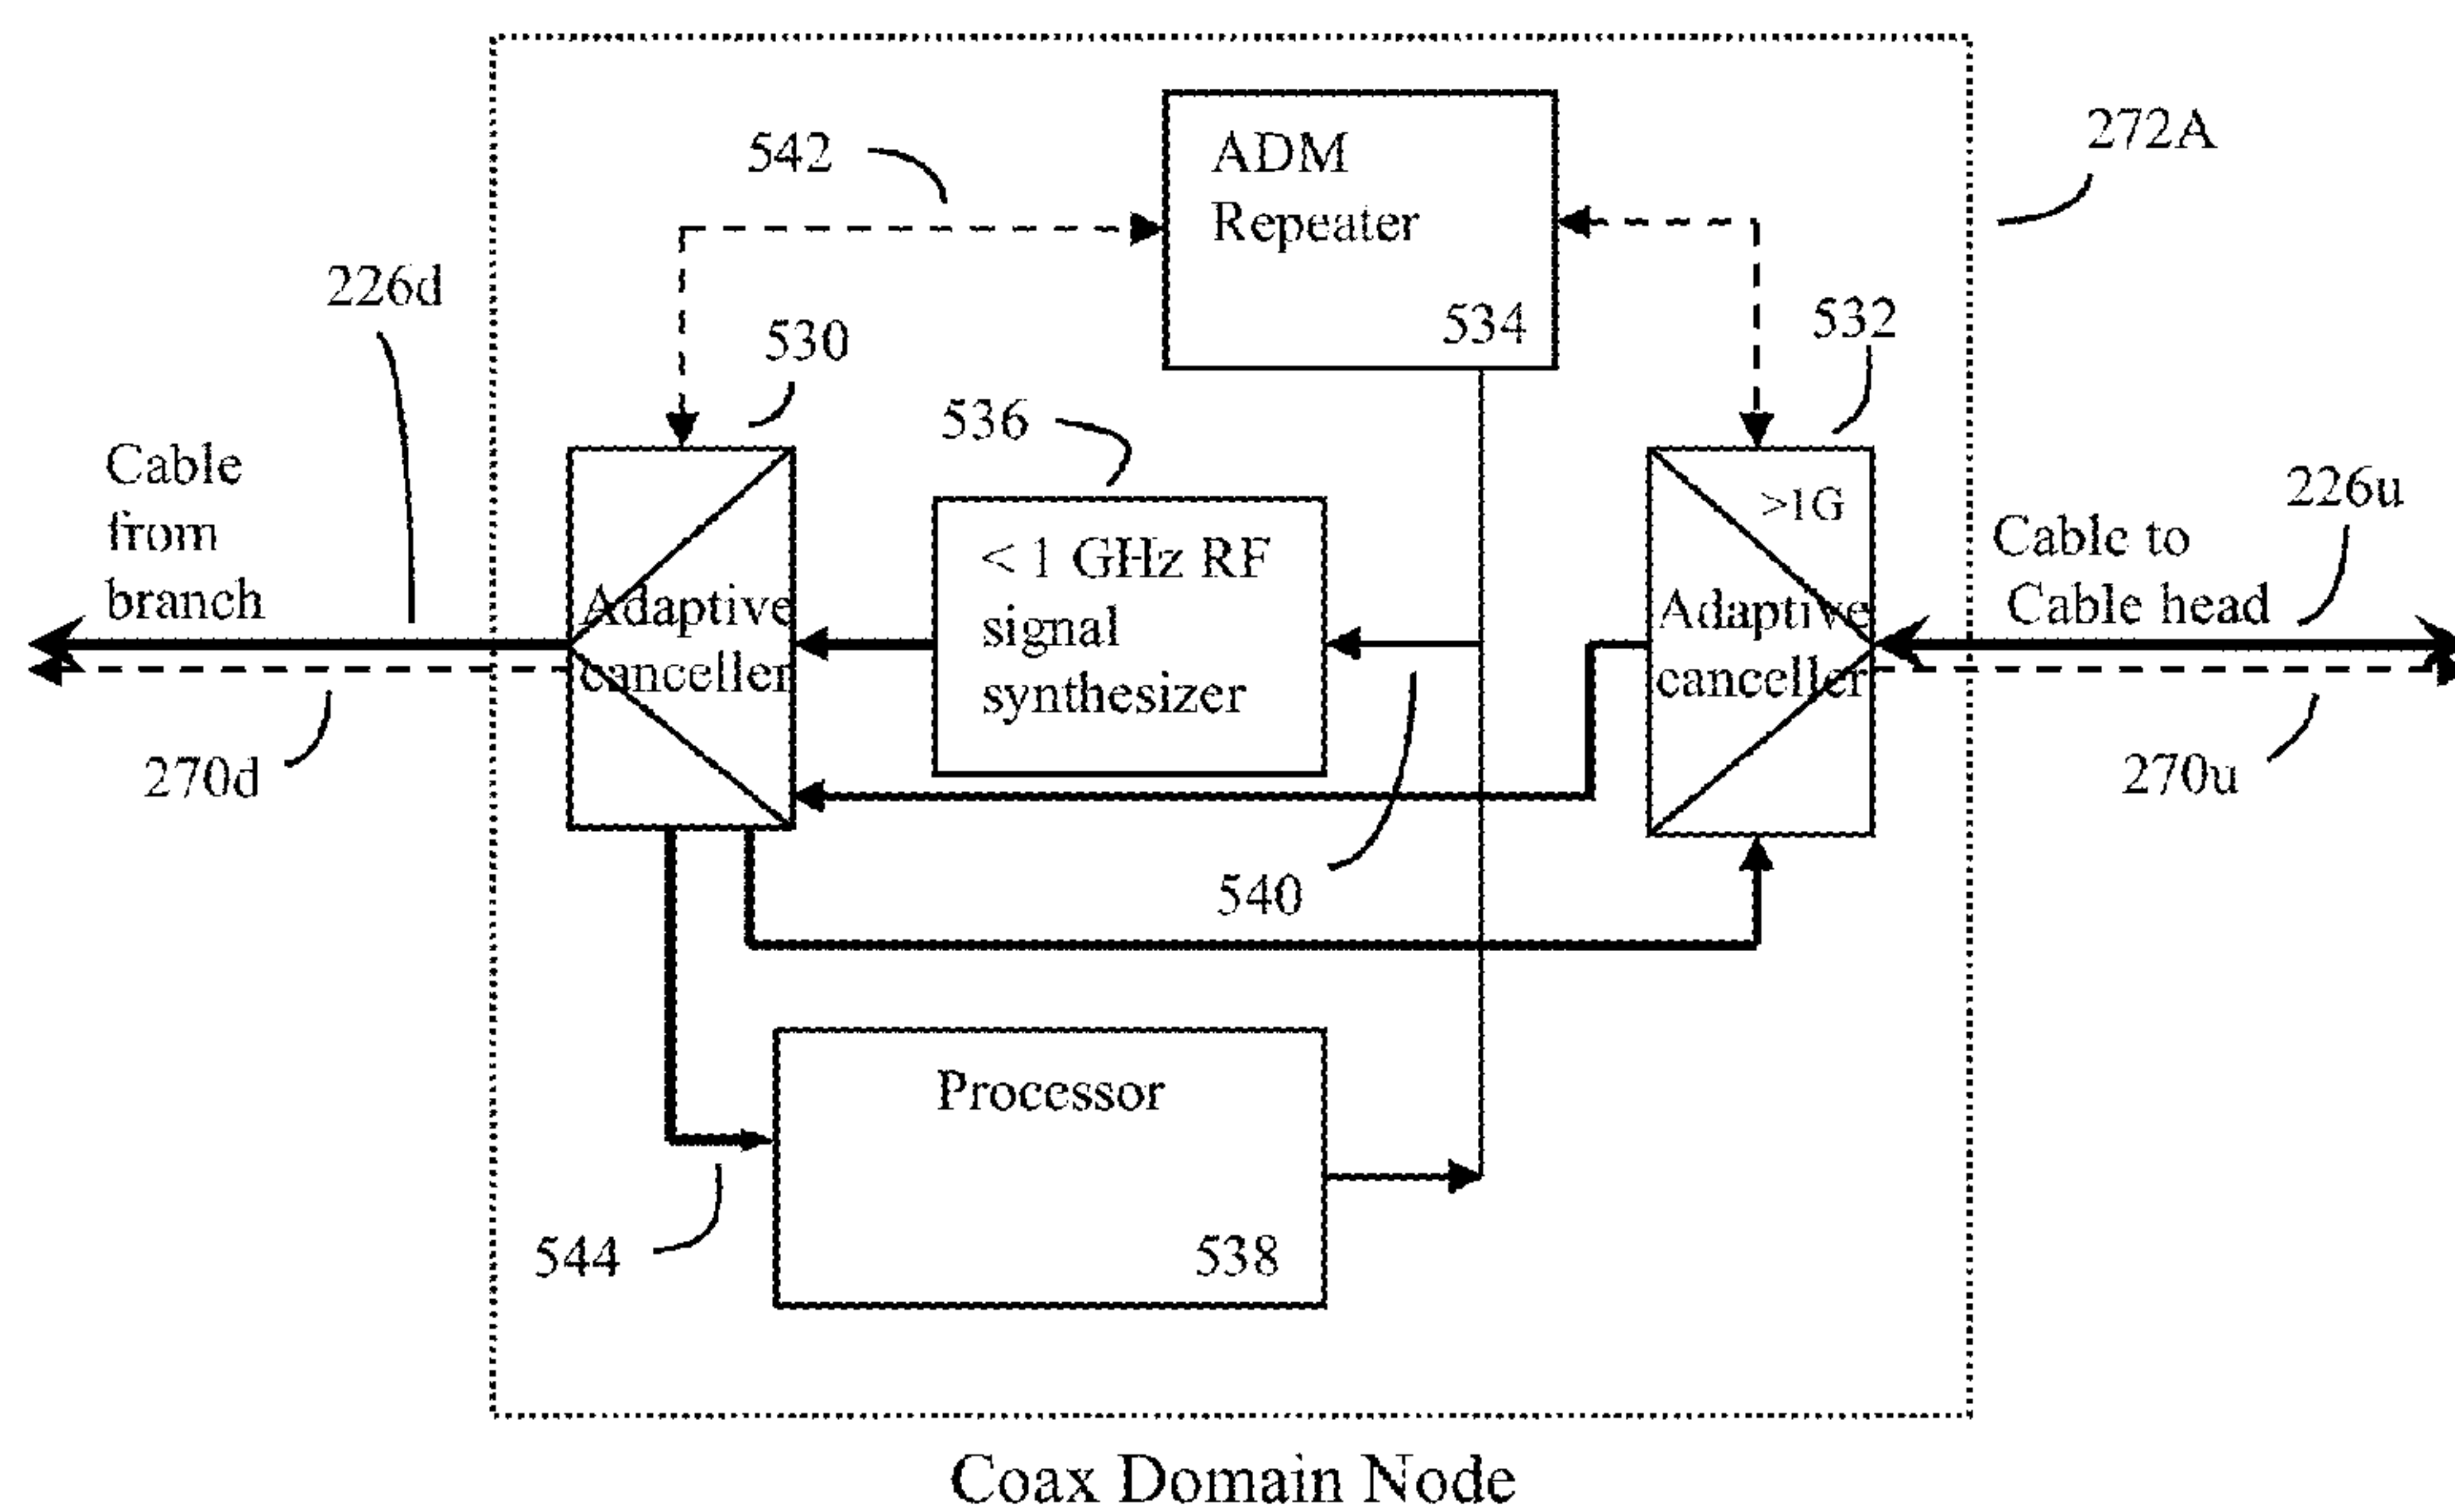 272A
542
ADM
Repeater
534
226d
530
532
536
Cable
from
branch
>1G
226u
< 1 GHz RF
signal
synthesizer
Cable to
Cable head
Adaptive
canceller
Adaptive
canceller
270d
270u
540
Processor
544
538
Coax Domain Node